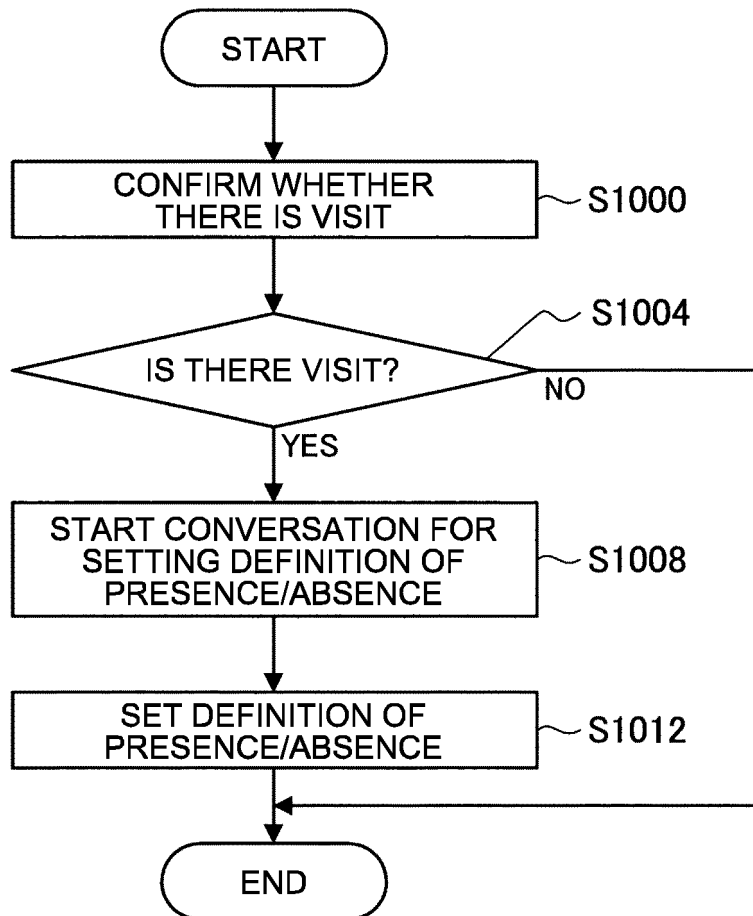 START
CONFIRM WHETHER
THERE IS VISIT
S1000
S1004
IS THERE VISIT?
NO
YES
START CONVERSATION FOR
SETTING DEFINITION OF
PRESENCE/ABSENCE
S1008
SET DEFINITION OF
PRESENCE/ABSENCE
S1012
END